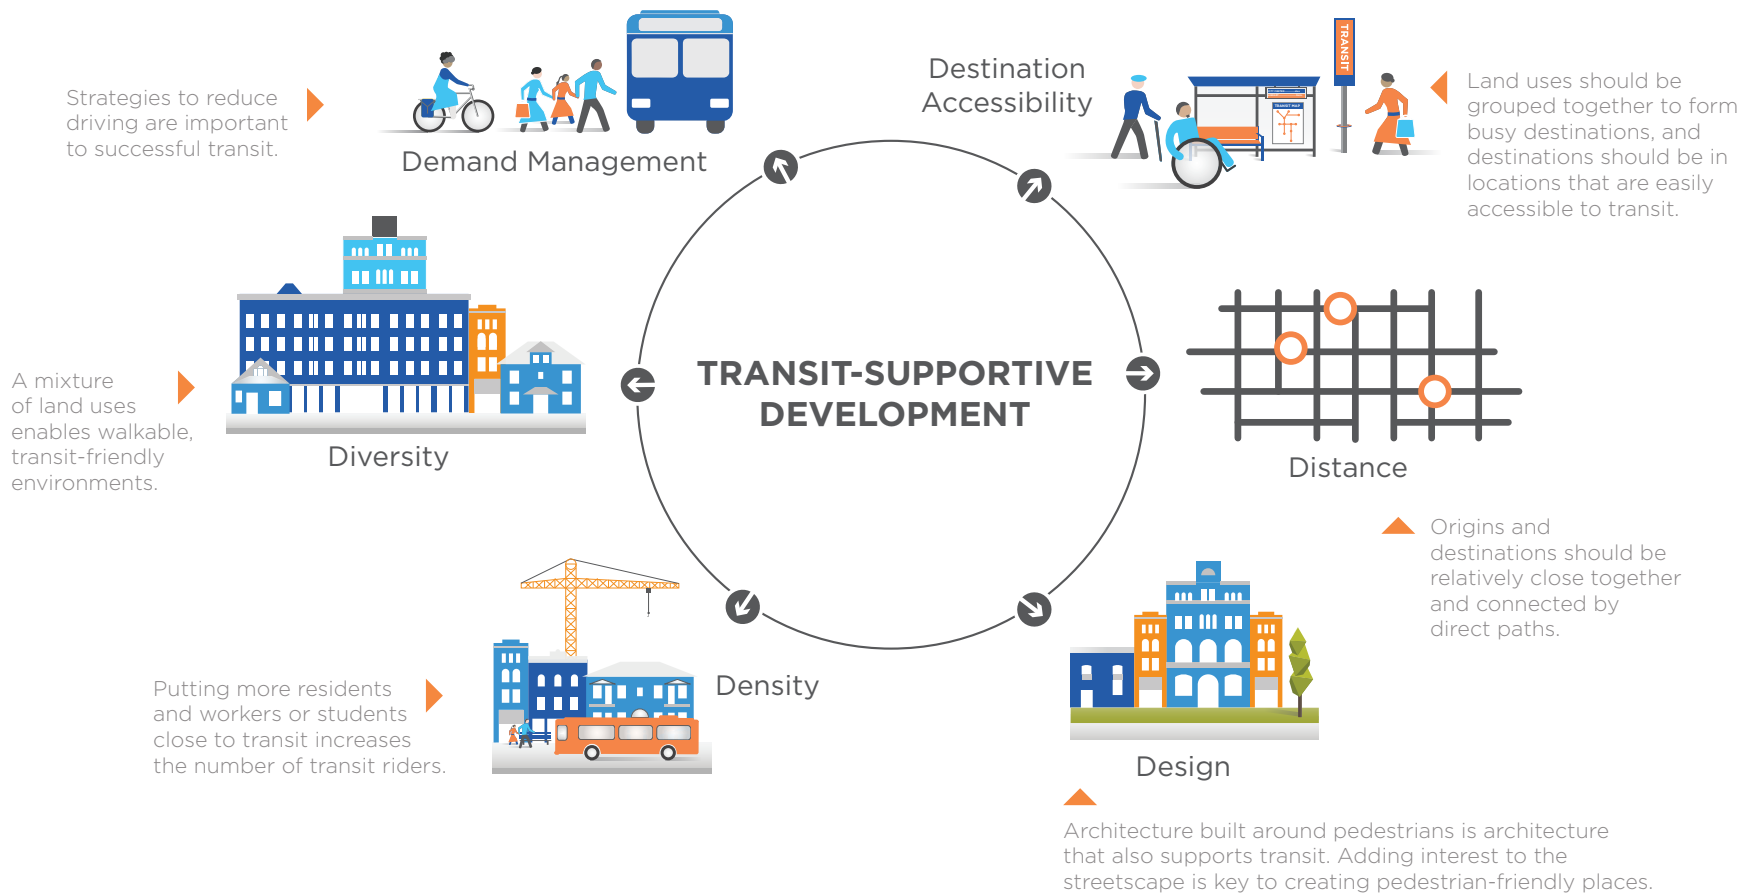 Demand Management
Strategies to reduce
driving are important
to successful transit.
Destination
Accessibility
TRANSIT
TRANSIT MAP
Land uses should be
grouped together to form
busy destinations, and
destinations should be in
locations that are easily
accessible to transit.
TRANSIT-SUPPORTIVE
DEVELOPMENT
A mixture
of land uses
enables walkable,
transit-friendly
environments.
Diversity
Distance
Origins and
destinations should be
relatively close together
and connected by
direct paths.
Putting more residents
and workers or students
close to transit increases
the number of transit riders.
Density
Design
Architecture built around pedestrians is architecture
that also supports transit. Adding interest to the
streetscape is key to creating pedestrian-friendly places.